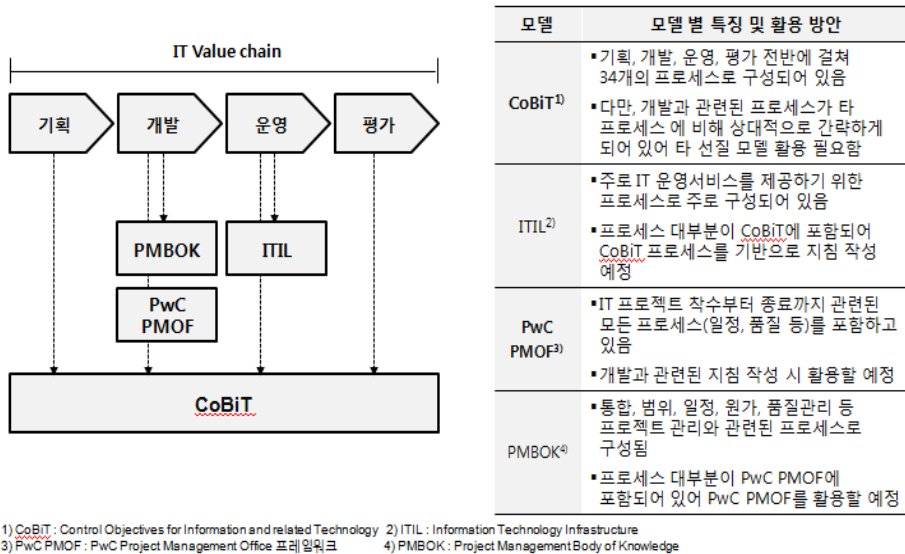 IT Value chain
기획
개발
운영
평가
PMBOK
ITIL
PwC
PMOF
CoBiT
모델
모델 별 특징 및 활용 방안
CoBiT1)
▪기획, 개발, 운영, 평가 전반에 걸쳐
34개의 프로세스로 구성되어 있음
▪다만, 개발과 관련된 프로세스가 타
프로세스 에 비해 상대적으로 간략하게
되어 있어 타 선질 모델 활용 필요함
ITIL2)
▪주로 IT 운영서비스를 제공하기 위한
프로세스로 주로 구성되어 있음
▪프로세스 대부분이 CoBiT에 포함되어
CoBiT 프로세스를 기반으로 지침 작성
예정
PwC
PMOF3)
▪IT 프로젝트 착수부터 종료까지 관련된
모든 프로세스(일정, 품질 등)를 포함하고
있음
▪개발과 관련된 지침 작성 시 활용할 예정
PMBOK4)
▪통합, 범위, 일정, 원가, 품질관리 등
프로젝트 관리와 관련된 프로세스로
구성됨
▪프로세스 대부분이 PwC PMOF에
포함되어 있어 PwC PMOF를 활용할 예정
1) CoBiT : Control Objectives for Information and related Technology 2) ITIL : Information Technology Infrastructure
3) PwC PMOF : PwC Project Management Office 프레임워크 4) PMBOK : Project Management Body of Knowledge